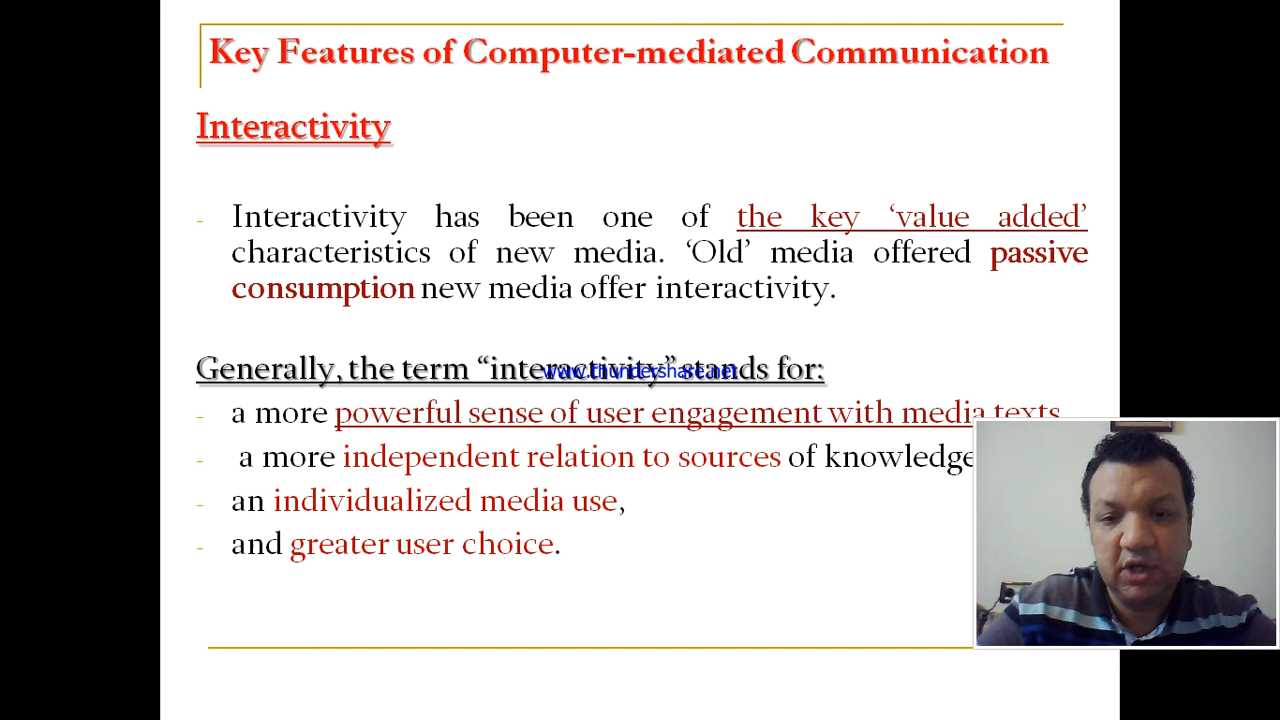 Key Features of Computer-mediated Communication
Interactivity
- Interactivity has been one of the key ‘value added’
characteristics of new media. ‘Old’ media offered passive
consumption new media offer interactivity.
Generally, the term “interactivity” stands for:
www.thundershare.net
- a more powerful sense of user engagement with media texts
- a more independent relation to sources of knowledge
- an individualized media use,
- and greater user choice.